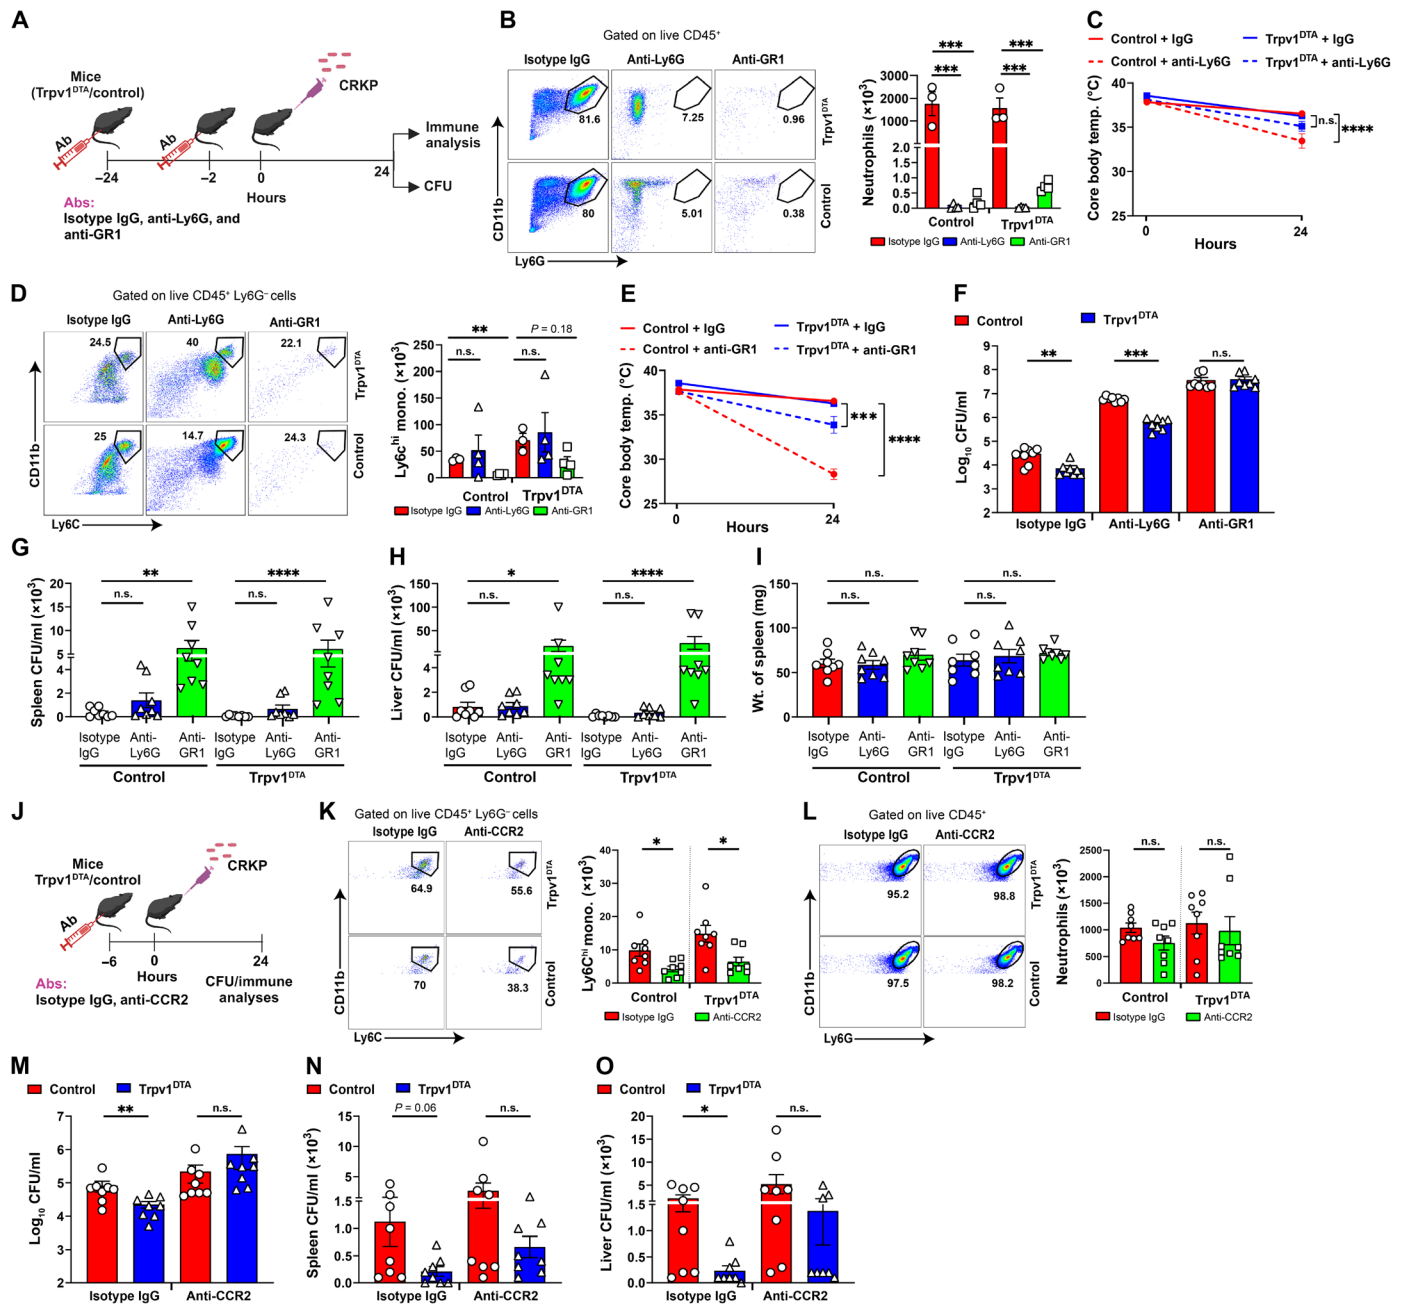 A
Mice
(Trpv1DTA/control)
CRKP
Ab
Ab
Immune
analysis
CFU
−24
−2
0
24
Hours
Abs:
Isotype IgG, anti-Ly6G, and
anti-GR1
B
Gated on live CD45+
Isotype IgG
Anti-Ly6G
Anti-GR1
81.6
7.25
0.96
Trpv1DTA
80
5.01
0.38
Control
CD11b
Ly6G
Neutrophils (×10³)
3000
2000
1000
2.0
1.5
1.0
0.5
0.0
***
***
***
***
Control
Trpv1DTA
Isotype IgG
Anti-Ly6G
Anti-GR1
C
Control + IgG
Trpv1DTA + IgG
Control + anti-Ly6G
Trpv1DTA + anti-Ly6G
Core body temp. (°C)
40
35
30
25
n.s.
****
0
24
Hours
D
Gated on live CD45+ Ly6G– cells
Isotype IgG
Anti-Ly6G
Anti-GR1
24.5
40
22.1
Trpv1DTA
25
14.7
24.3
Control
CD11b
Ly6C
Ly6Chi mono. (×10³)
250
200
150
100
50
0
**
n.s.
P = 0.18
n.s.
Control
Trpv1DTA
Isotype IgG
Anti-Ly6G
Anti-GR1
E
Control + IgG
Trpv1DTA + IgG
Control + anti-GR1
Trpv1DTA + anti-GR1
Core body temp. (°C)
40
35
30
25
***
****
0
24
Hours
F
Control
Trpv1DTA
Log10 CFU/ml
9
8
7
6
5
4
3
2
**
***
n.s.
Isotype IgG
Anti-Ly6G
Anti-GR1
G
Spleen CFU/ml (×10³)
20
15
10
5
4
2
0
**
n.s.
****
n.s.
Isotype IgG
Anti-Ly6G
Anti-GR1
Isotype IgG
Anti-Ly6G
Anti-GR1
Control
Trpv1DTA
H
Liver CFU/ml (×10³)
150
100
50
4
2
0
*
n.s.
****
n.s.
Isotype IgG
Anti-Ly6G
Anti-GR1
Isotype IgG
Anti-Ly6G
Anti-GR1
Control
Trpv1DTA
I
Wt. of spleen (mg)
150
100
50
0
n.s.
n.s.
n.s.
n.s.
Isotype IgG
Anti-Ly6G
Anti-GR1
Isotype IgG
Anti-Ly6G
Anti-GR1
Control
Trpv1DTA
J
Mice
Trpv1DTA/control
CRKP
Ab
−6
0
24
Hours
Abs:
Isotype IgG, anti-CCR2
CFU/immune
analyses
K
Gated on live CD45+ Ly6G– cells
Isotype IgG
Anti-CCR2
64.9
55.6
Trpv1DTA
70
38.3
Control
CD11b
Ly6C
Ly6Chi mono. (×10³)
40
30
20
10
0
*
*
Control
Trpv1DTA
Isotype IgG
Anti-CCR2
L
Gated on live CD45+
Isotype IgG
Anti-CCR2
95.2
98.8
Trpv1DTA
97.5
98.2
Control
CD11b
Ly6G
Neutrophils (×10³)
2500
2000
1500
1000
500
0
n.s.
n.s.
Control
Trpv1DTA
Isotype IgG
Anti-CCR2
M
Control
Trpv1DTA
Log10 CFU/ml
7
6
5
4
3
2
**
n.s.
Isotype IgG
Anti-CCR2
N
Control
Trpv1DTA
Spleen CFU/ml (×10³)
15
10
5
1.5
1.0
0.5
0.0
P = 0.06
n.s.
Isotype IgG
Anti-CCR2
O
Control
Trpv1DTA
Liver CFU/ml (×10³)
20
15
10
5
1.5
1.0
0.5
0.0
*
n.s.
Isotype IgG
Anti-CCR2